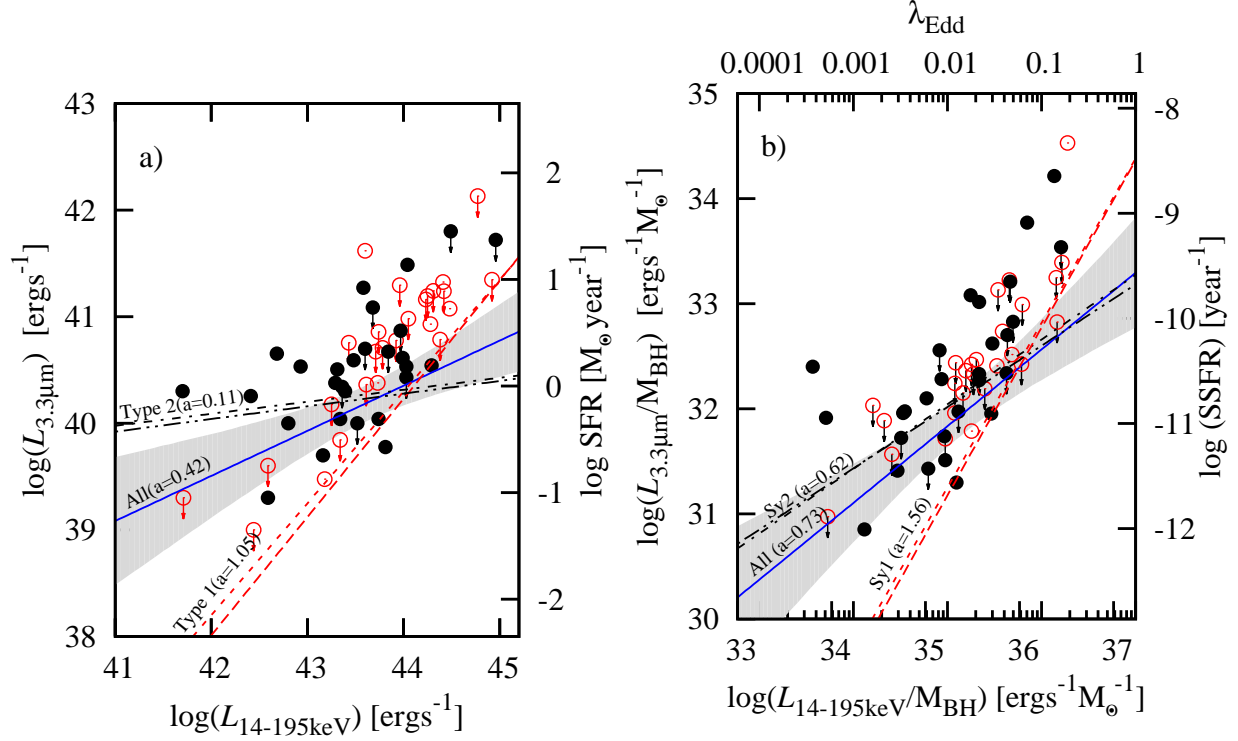 a)
43
42
41
40
39
38
log(L3.3μm) [ergs-1]
41
42
43
44
45
log(L14-195keV) [ergs-1]
2
1
0
-1
-2
log SFR [M⊙ year-1]
Type 2(a=0.11)
All(a=0.42)
Type 1(a=1.05)
λEdd
0.0001
0.001
0.01
0.1
1
b)
35
34
33
32
31
30
log(L3.3μm/MBH) [ergs-1M⊙-1]
33
34
35
36
37
log(L14-195keV/MBH) [ergs-1M⊙-1]
-8
-9
-10
-11
-12
log (SSFR) [year-1]
Sy2 (a=0.62)
All (a=0.73)
Sy1 (a=1.56)